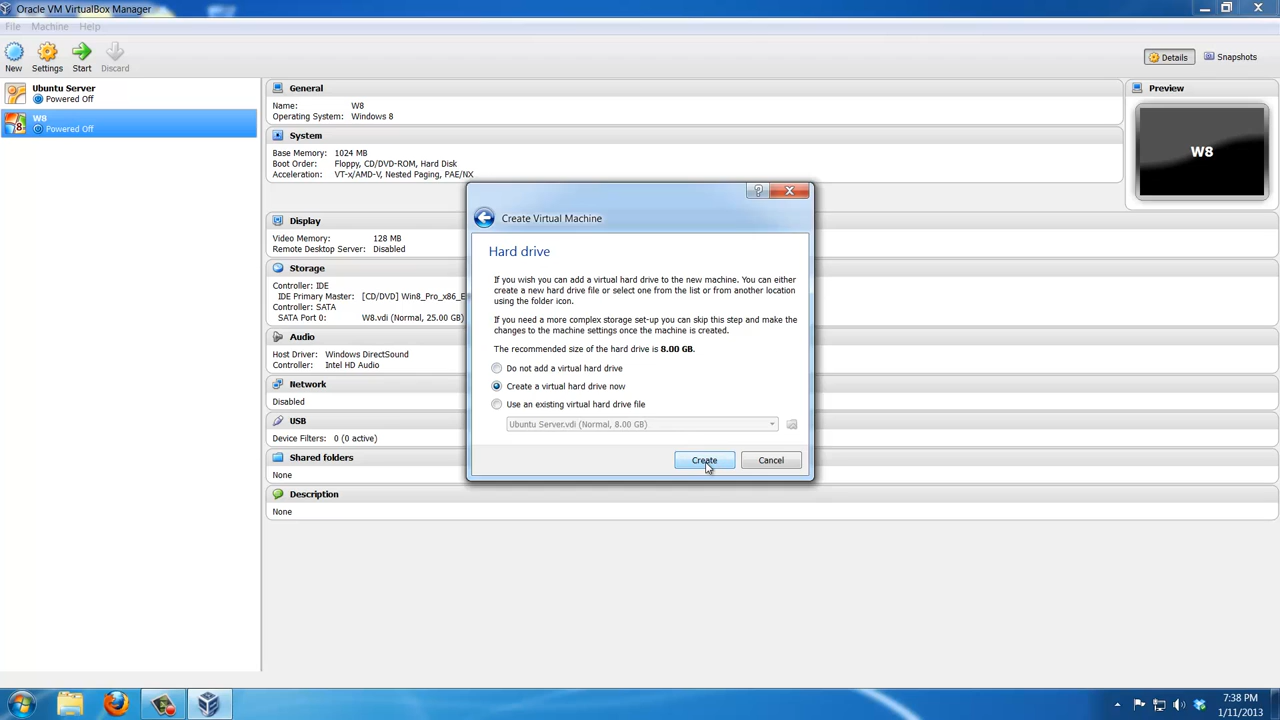 Oracle VM VirtualBox Manager
File Machine Help
New Settings Start Discard
Details Snapshots
Ubuntu Server
Powered Off
W8
Powered Off
General
Name: W8
Operating System: Windows 8
System
Base Memory: 1024 MB
Boot Order: Floppy, CD/DVD-ROM, Hard Disk
Acceleration: VT-x/AMD-V, Nested Paging, PAE/NX
Display
Video Memory: 128 MB
Remote Desktop Server: Disabled
Storage
Controller: IDE
IDE Primary Master: [CD/DVD] Win8_Pro_x86_E
Controller: SATA
SATA Port 0: W8.vdi (Normal, 25.00 GB)
Audio
Host Driver: Windows DirectSound
Controller: Intel HD Audio
Network
Disabled
USB
Device Filters: 0 (0 active)
Shared folders
None
Description
None
Preview
W8
Create Virtual Machine
Hard drive
If you wish you can add a virtual hard drive to the new machine. You can either
create a new hard drive file or select one from the list or from another location
using the folder icon.
If you need a more complex storage set-up you can skip this step and make the
changes to the machine settings once the machine is created.
The recommended size of the hard drive is 8.00 GB.
Do not add a virtual hard drive
Create a virtual hard drive now
Use an existing virtual hard drive file
Ubuntu Server.vdi (Normal, 8.00 GB)
Create Cancel
7:38 PM
1/11/2013